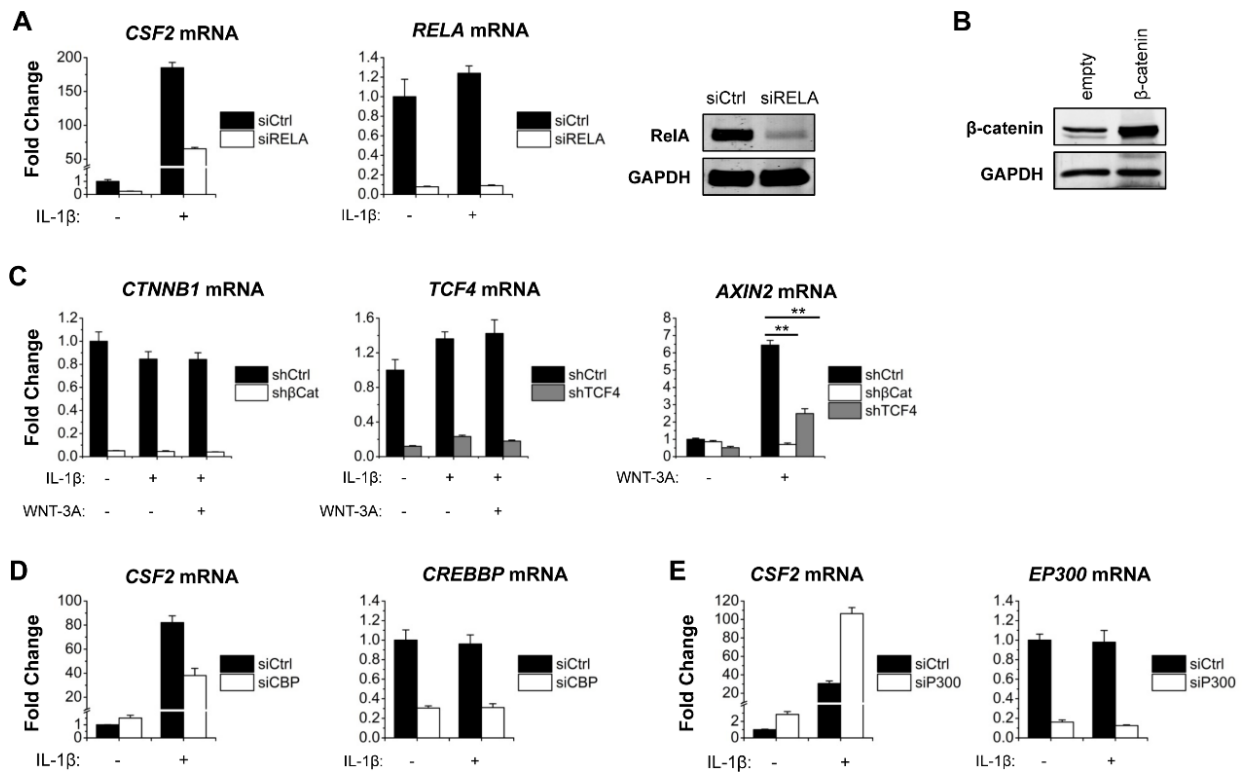 A
CSF2 mRNA
Fold Change
200
150
100
50
1
0
siCtrl
siRELA
IL-1β: - +
RELA mRNA
1.4
1.2
1.0
0.8
0.6
0.4
0.2
0.0
siCtrl
siRELA
IL-1β: - +
siCtrl siRELA
RelA
GAPDH
B
empty
β-catenin
β-catenin
GAPDH
C
CTNNB1 mRNA
Fold Change
1.2
1.0
0.8
0.6
0.4
0.2
0.0
shCtrl
shβCat
IL-1β: - + +
WNT-3A: - - +
TCF4 mRNA
1.6
1.2
0.8
0.4
0.0
shCtrl
shTCF4
IL-1β: - + +
WNT-3A: - - +
AXIN2 mRNA
8
7
6
5
4
3
2
1
0
**
**
shCtrl
shβCat
shTCF4
WNT-3A: - +
D
CSF2 mRNA
Fold Change
100
80
60
40
20
1
0
siCtrl
siCBP
IL-1β: - +
CREBBP mRNA
1.4
1.2
1.0
0.8
0.6
0.4
0.2
0.0
siCtrl
siCBP
IL-1β: - +
E
CSF2 mRNA
Fold Change
120
100
80
60
40
20
2
0
siCtrl
siP300
IL-1β: - +
EP300 mRNA
1.4
1.2
1.0
0.8
0.6
0.4
0.2
0.0
siCtrl
siP300
IL-1β: - +